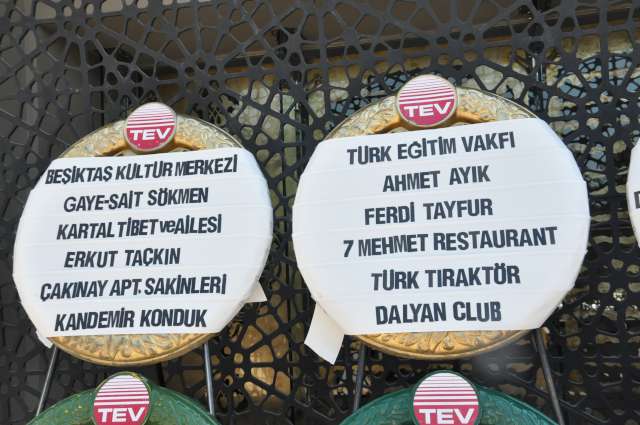 TEV
BEŞİKTAŞ KÜLTÜR MERKEZİ
GAYE-SAİT SÖKMEN
KARTAL TİBET ve AİLESİ
ERKUT TAÇKIN
ÇAKINAY APT. SAKİNLERİ
KANDEMİR KONDUK
TEV
TÜRK EĞİTİM VAKFI
AHMET AYIK
FERDİ TAYFUR
7 MEHMET RESTAURANT
TÜRK TIRAKTÖR
DALYAN CLUB
TEV
TEV